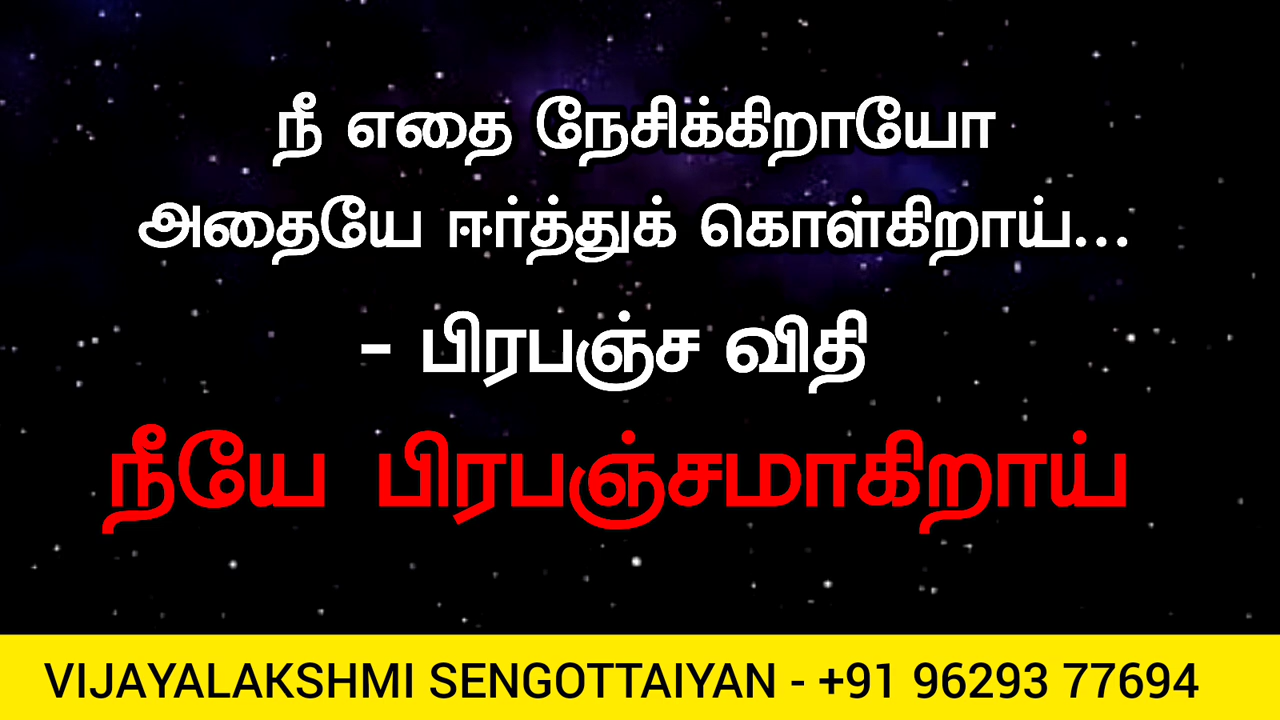 நீ எதை நேசிக்கிறாயோ
அதையே ஈர்த்துக் கொள்கிறாய்...
- பிரபஞ்ச விதி
நீயே பிரபஞ்சமாகிறாய்
VIJAYALAKSHMI SENGOTTAIYAN - +91 96293 77694